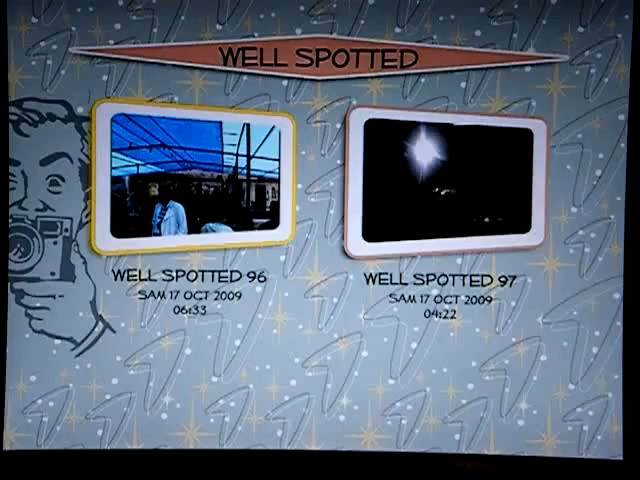 WELL SPOTTED
WELL SPOTTED 96
SAM 17 OCT 2009
06:33
WELL SPOTTED 97
SAM 17 OCT 2009
04:22